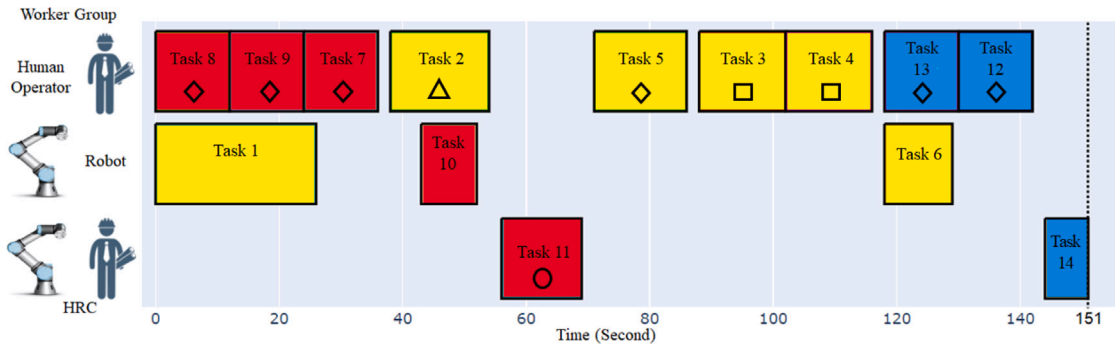 Worker Group
Human
Operator
Task 8
Task 9
Task 7
Task 2
Task 5
Task 3
Task 4
Task
13
Task
12
Robot
Task 1
Task
10
Task 6
HRC
Task 11
Task
14
0
20
40
60
80
100
120
140
151
Time (Second)